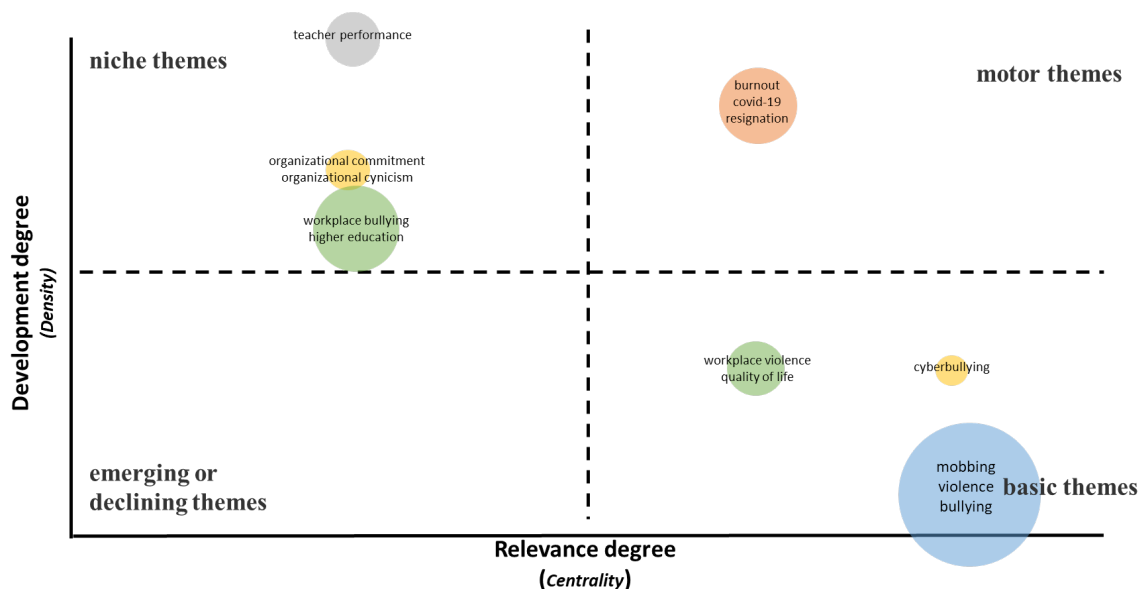 teacher performance
niche themes
motor themes
burnout
covid-19
resignation
organizational commitment
organizational cynicism
workplace bullying
higher education
Development degree
(Density)
workplace violence
quality of life
cyberbullying
emerging or
declining themes
mobbing
violence
bullying
basic themes
Relevance degree
(Centrality)